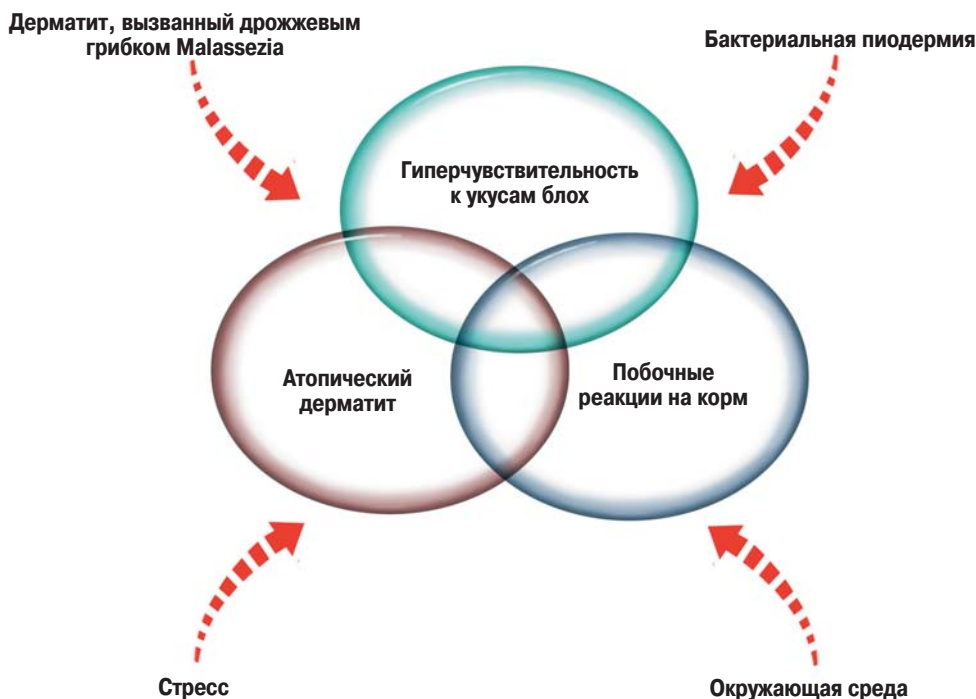 Дерматит, вызванный дрожжевым
грибком Malassezia
Бактериальная пиодермия
Гиперчувствительность
к укусам блох
Атопический
дерматит
Побочные
реакции на корм
Стресс
Окружающая среда